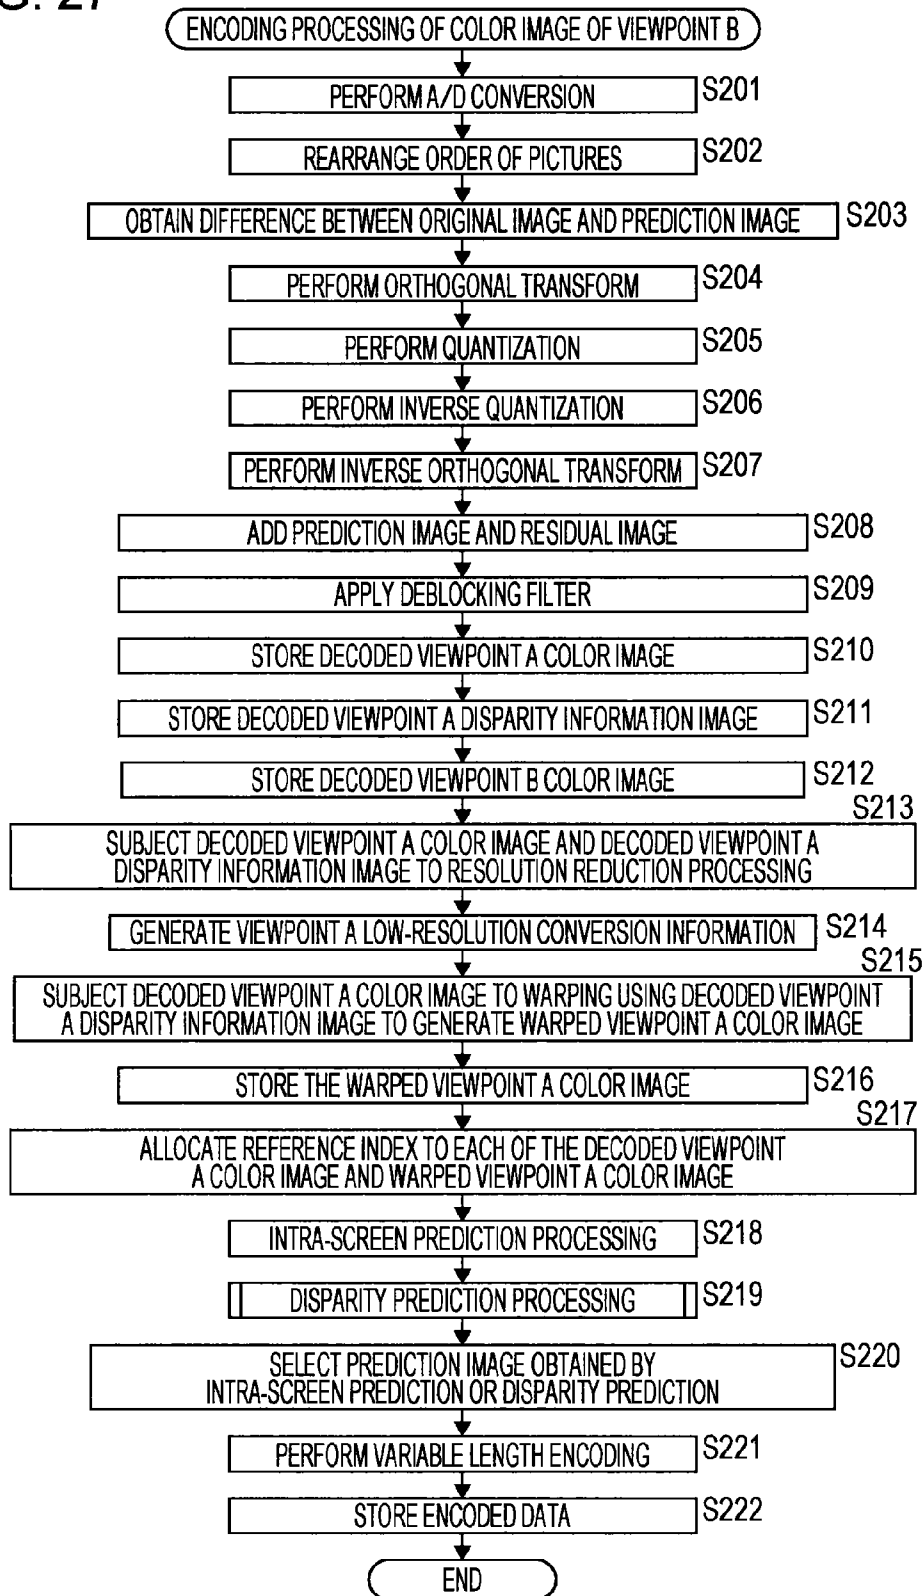 G. 27
ENCODING PROCESSING OF COLOR IMAGE OF VIEWPOINT B
PERFORM A/D CONVERSION
S201
REARRANGE ORDER OF PICTURES
S202
OBTAIN DIFFERENCE BETWEEN ORIGINAL IMAGE AND PREDICTION IMAGE
S203
PERFORM ORTHOGONAL TRANSFORM
S204
PERFORM QUANTIZATION
S205
PERFORM INVERSE QUANTIZATION
S206
PERFORM INVERSE ORTHOGONAL TRANSFORM
S207
ADD PREDICTION IMAGE AND RESIDUAL IMAGE
S208
APPLY DEBLOCKING FILTER
S209
STORE DECODED VIEWPOINT A COLOR IMAGE
S210
STORE DECODED VIEWPOINT A DISPARITY INFORMATION IMAGE
S211
STORE DECODED VIEWPOINT B COLOR IMAGE
S212
S213
SUBJECT DECODED VIEWPOINT A COLOR IMAGE AND DECODED VIEWPOINT A
DISPARITY INFORMATION IMAGE TO RESOLUTION REDUCTION PROCESSING
GENERATE VIEWPOINT A LOW-RESOLUTION CONVERSION INFORMATION
S214
S215
SUBJECT DECODED VIEWPOINT A COLOR IMAGE TO WARPING USING DECODED VIEWPOINT
A DISPARITY INFORMATION IMAGE TO GENERATE WARPED VIEWPOINT A COLOR IMAGE
STORE THE WARPED VIEWPOINT A COLOR IMAGE
S216
S217
ALLOCATE REFERENCE INDEX TO EACH OF THE DECODED VIEWPOINT
A COLOR IMAGE AND WARPED VIEWPOINT A COLOR IMAGE
INTRA-SCREEN PREDICTION PROCESSING
S218
DISPARITY PREDICTION PROCESSING
S219
SELECT PREDICTION IMAGE OBTAINED BY
INTRA-SCREEN PREDICTION OR DISPARITY PREDICTION
S220
PERFORM VARIABLE LENGTH ENCODING
S221
STORE ENCODED DATA
S222
END